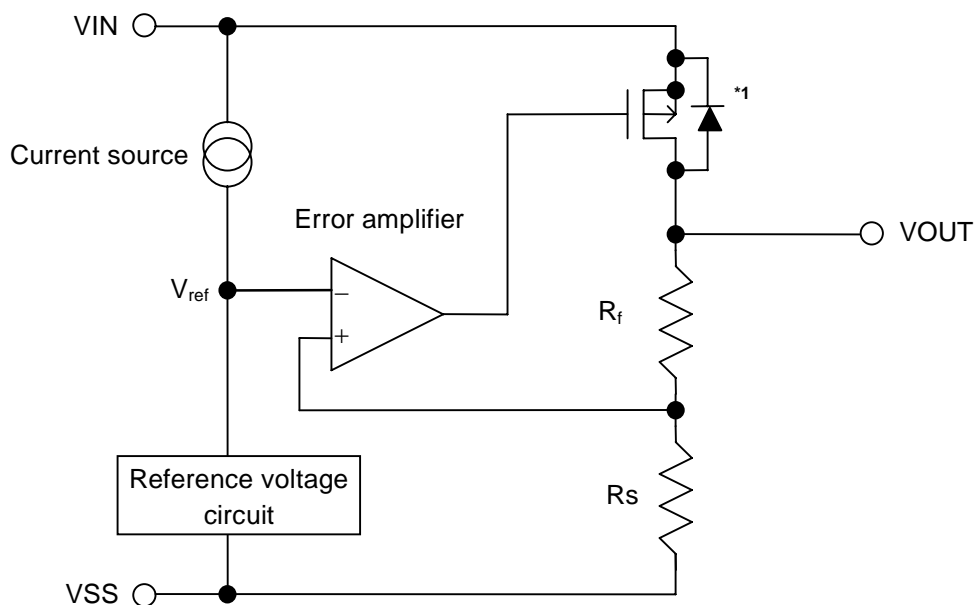 VIN
*1
Current source
Error amplifier
VOUT
Vref
−
+
Rf
Reference voltage
circuit
Rs
VSS